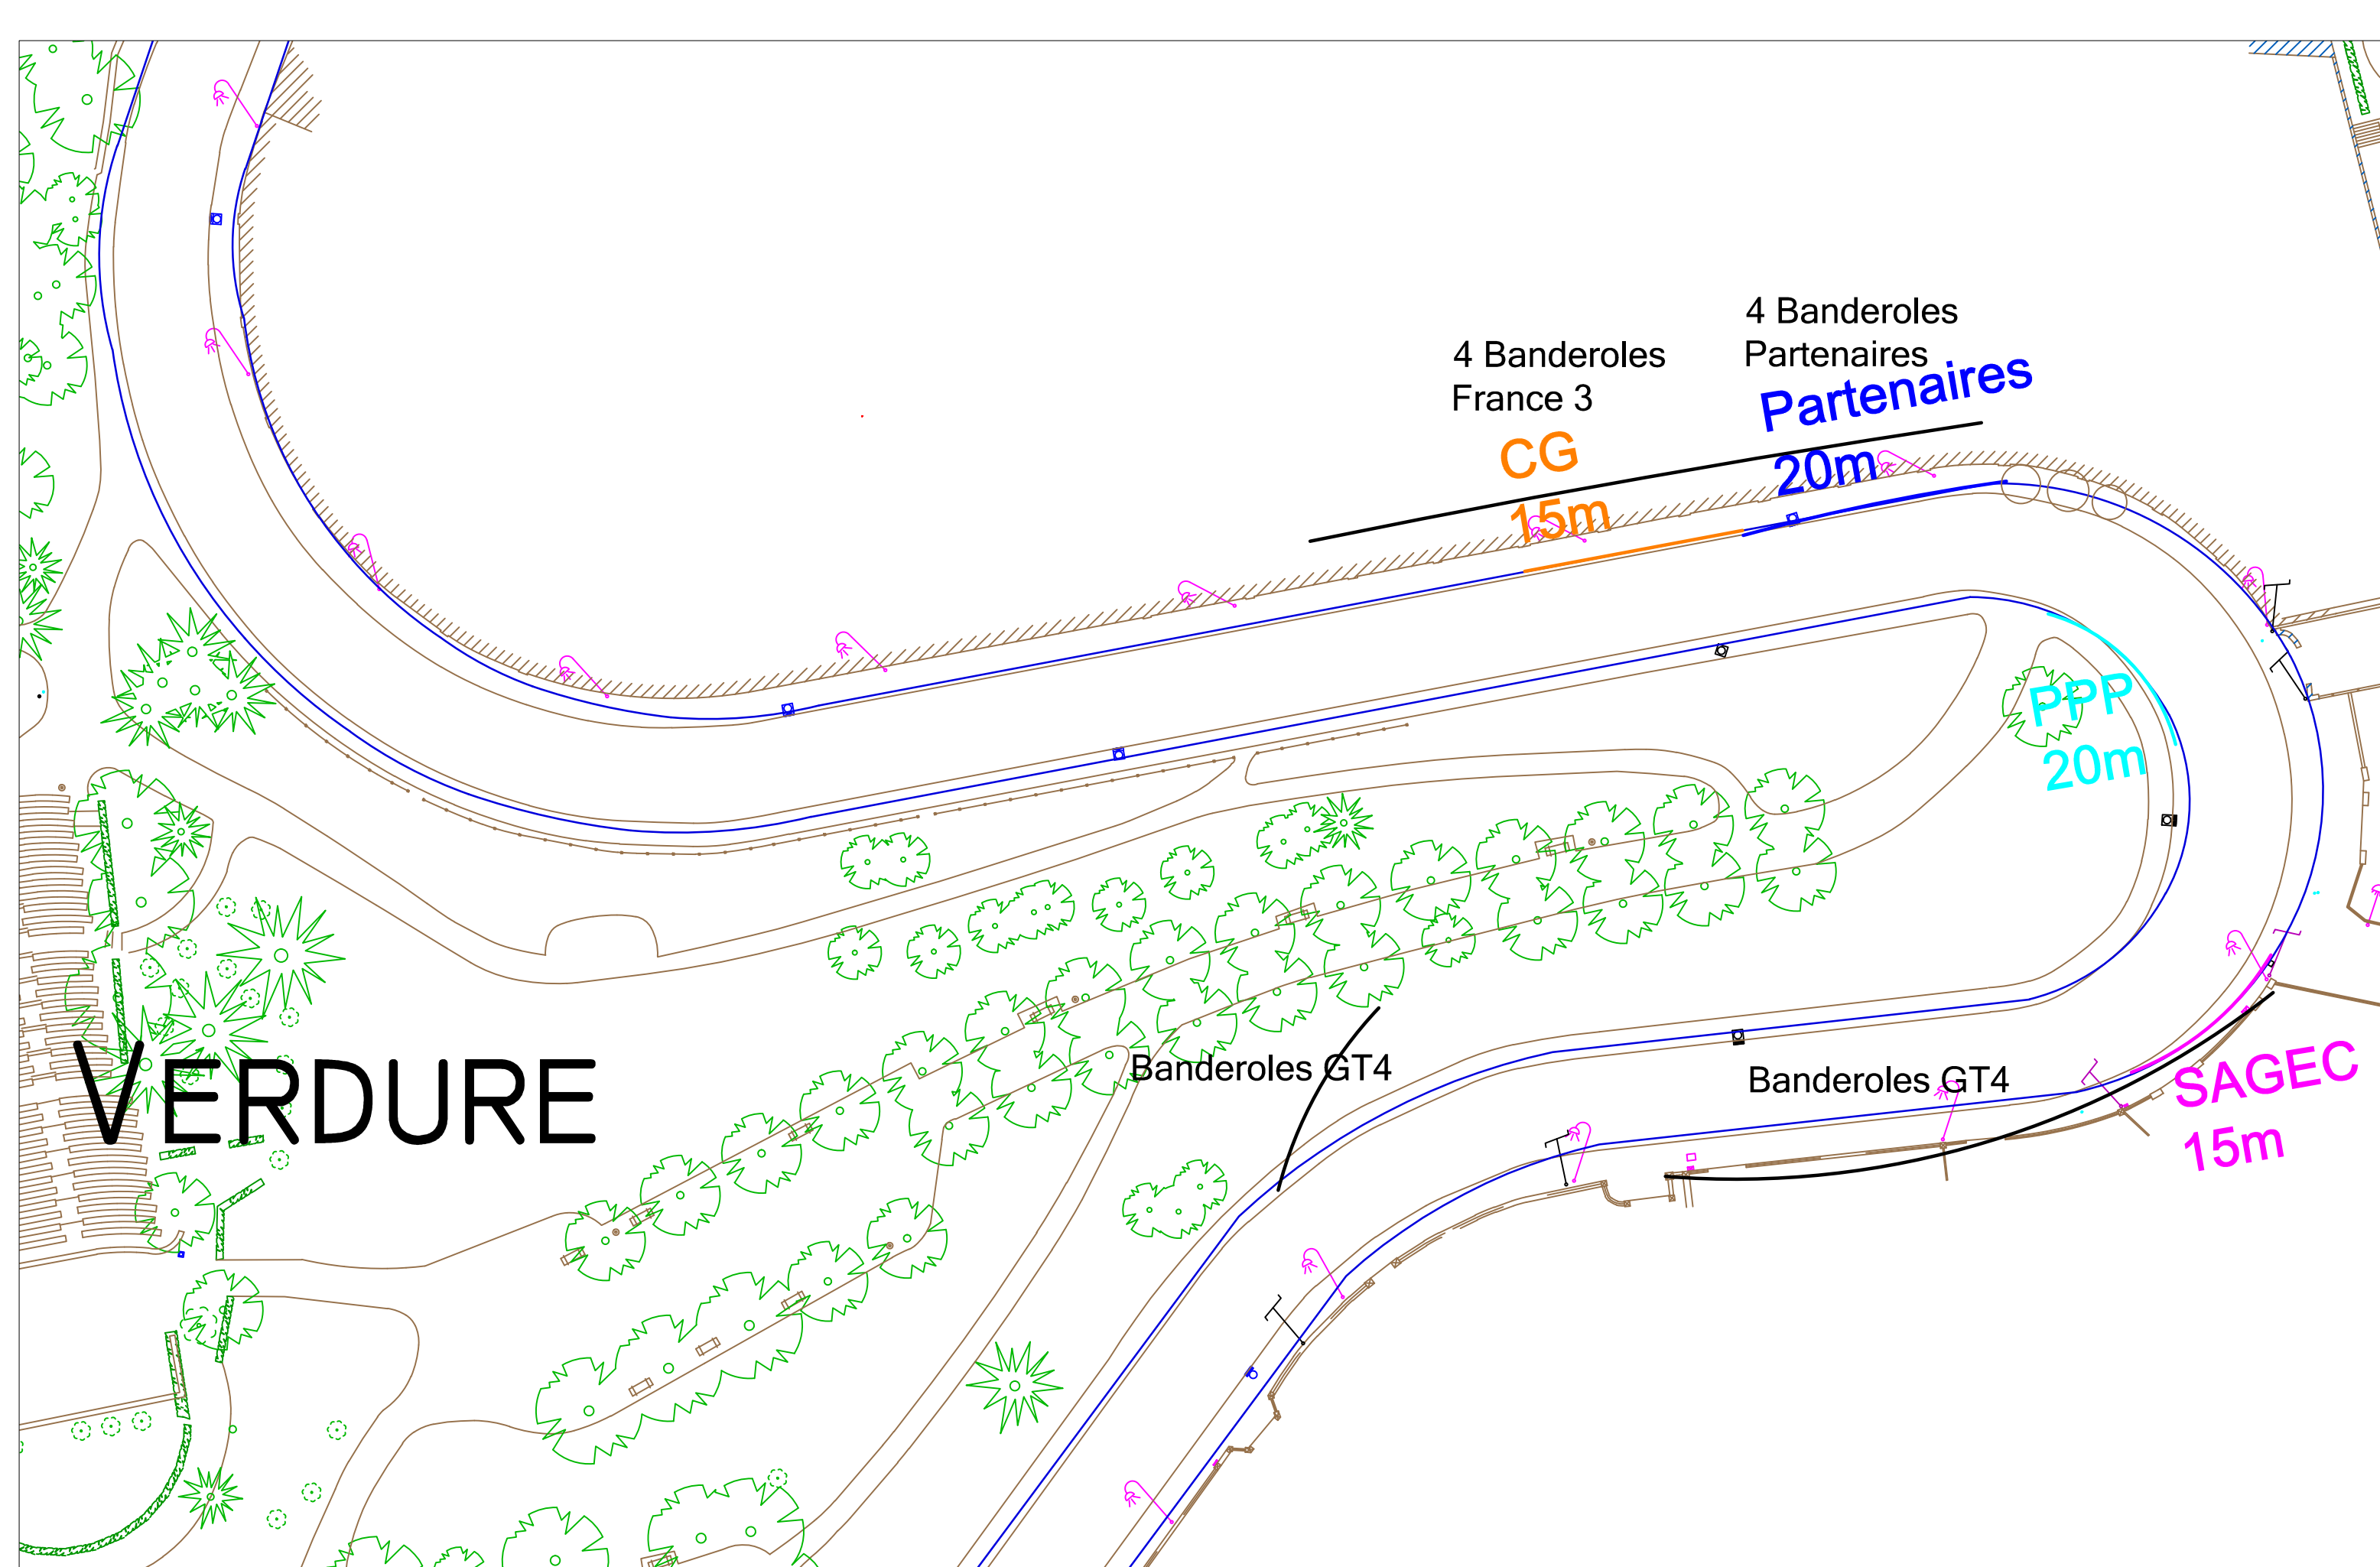 4 Banderoles
Partenaires
4 Banderoles
France 3
Partenaires
20m
CG
15m
PPP
20m
Banderoles GT4
Banderoles GT4
SAGEC
15m
VERDURE